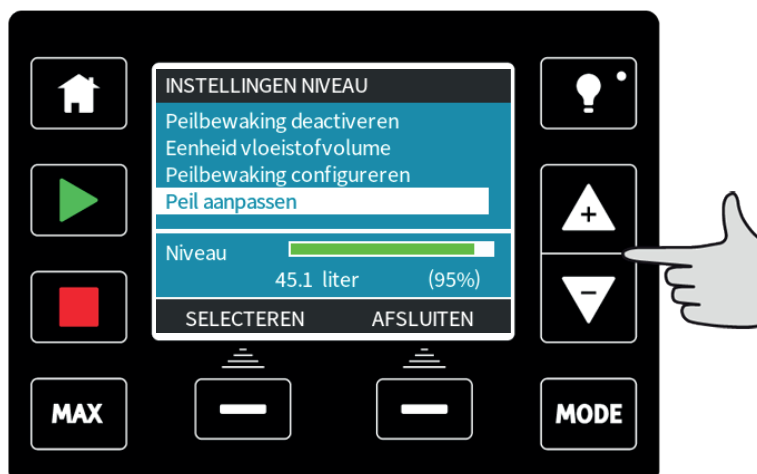 INSTELLINGEN NIVEAU
Peilbewaking deactiveren
Eenheid vloeistofvolume
Peilbewaking configureren
Peil aanpassen
Niveau
45.1 liter (95%)
SELECTEREN AFSLUITEN
+
−
MAX
MODE